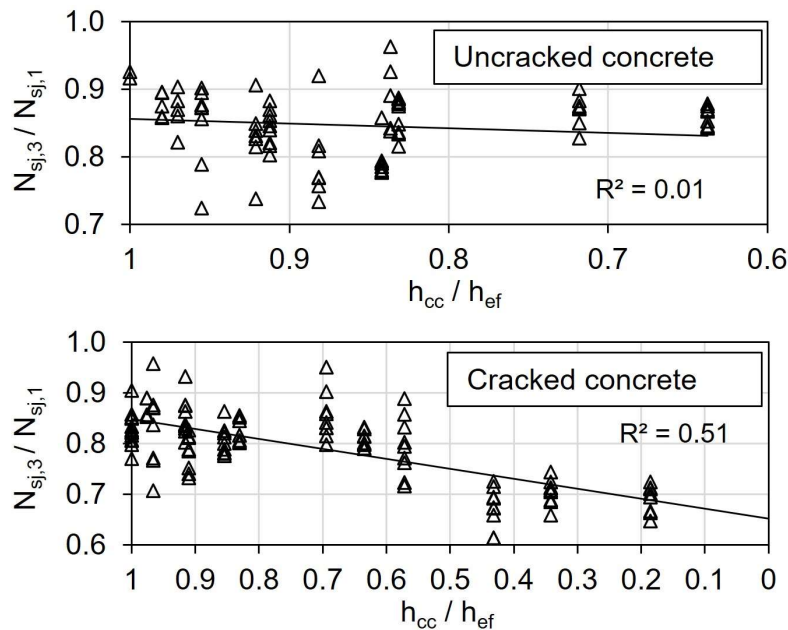 1.0
Uncracked concrete
0.9
0.8
R² = 0.01
0.7
1 0.9 0.8 0.7 0.6
N_sj,3 / N_sj,1
h_cc / h_ef
1.0
Cracked concrete
0.9
R² = 0.51
0.8
0.7
0.6
1 0.9 0.8 0.7 0.6 0.5 0.4 0.3 0.2 0.1 0
N_sj,3 / N_sj,1
h_cc / h_ef